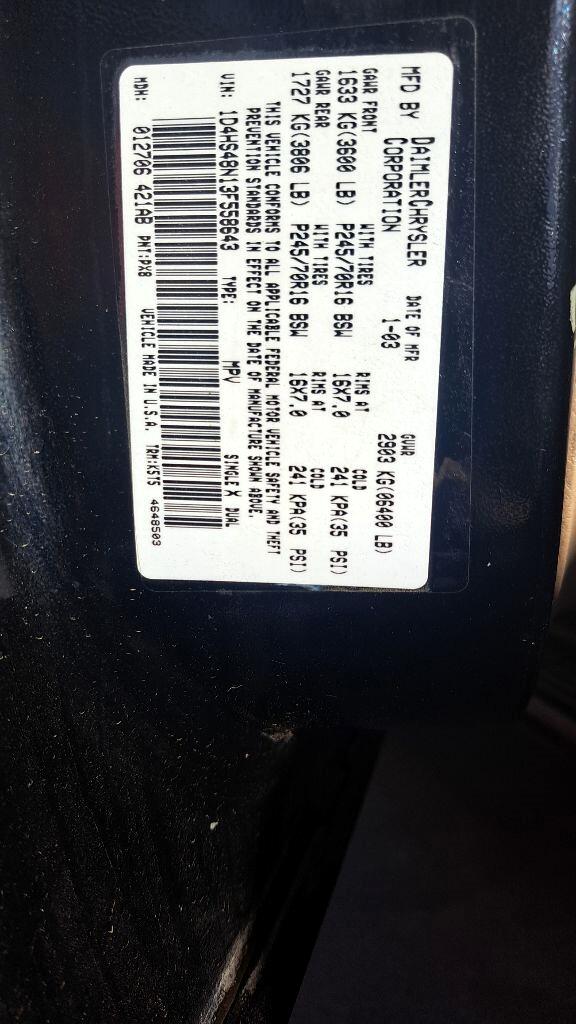 MFD BY DAIMLERCHRYSLER CORPORATION
DATE OF MFR 1-03
GVWR 2903 KG(06400 LB)
GAWR FRONT WITH TIRES RIMS AT COLD
1633 KG(3600 LB) P245/70R16 BSW 16X7.0 241 KPA(35 PSI)
GAWR REAR WITH TIRES RIMS AT COLD
1727 KG(3806 LB) P245/70R16 BSW 16X7.0 241 KPA(35 PSI)
THIS VEHICLE CONFORMS TO ALL APPLICABLE FEDERAL MOTOR VEHICLE SAFETY AND THEFT
PREVENTION STANDARDS IN EFFECT ON THE DATE OF MANUFACTURE SHOWN ABOVE.
VIN: 1D4HS48N13F558643 TYPE: MPV SINGLE X DUAL
MDH: 012706 421AB PNT:PX8 VEHICLE MADE IN U.S.A. TRM:K5T5 4648503